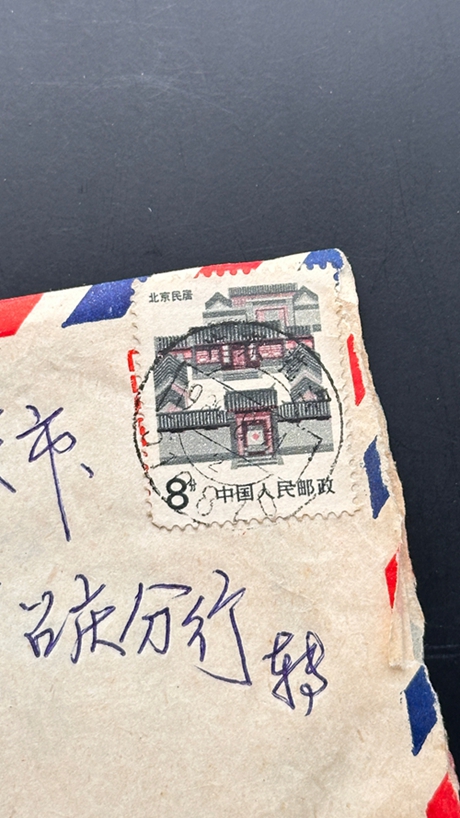 北京民居
8分 中国人民邮政
市、
庆分行 转